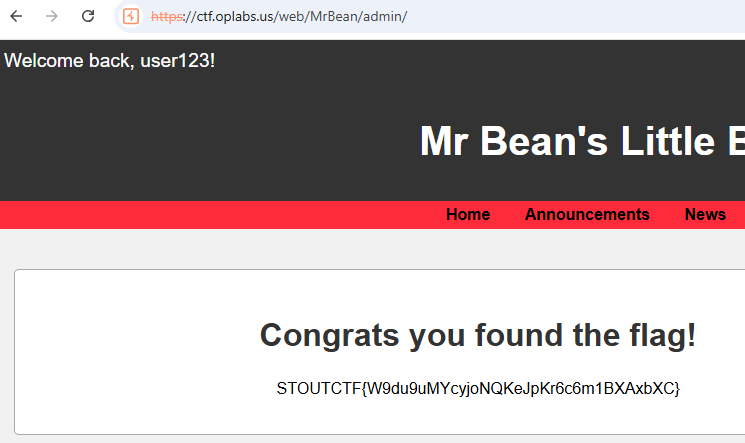 https://ctf.oplabs.us/web/MrBean/admin/
Welcome back, user123!
Mr Bean's Little
Home Announcements News
Congrats you found the flag!
STOUTCTF{W9du9uMYcyjoNQKeJpKr6c6m1BXAxbXC}